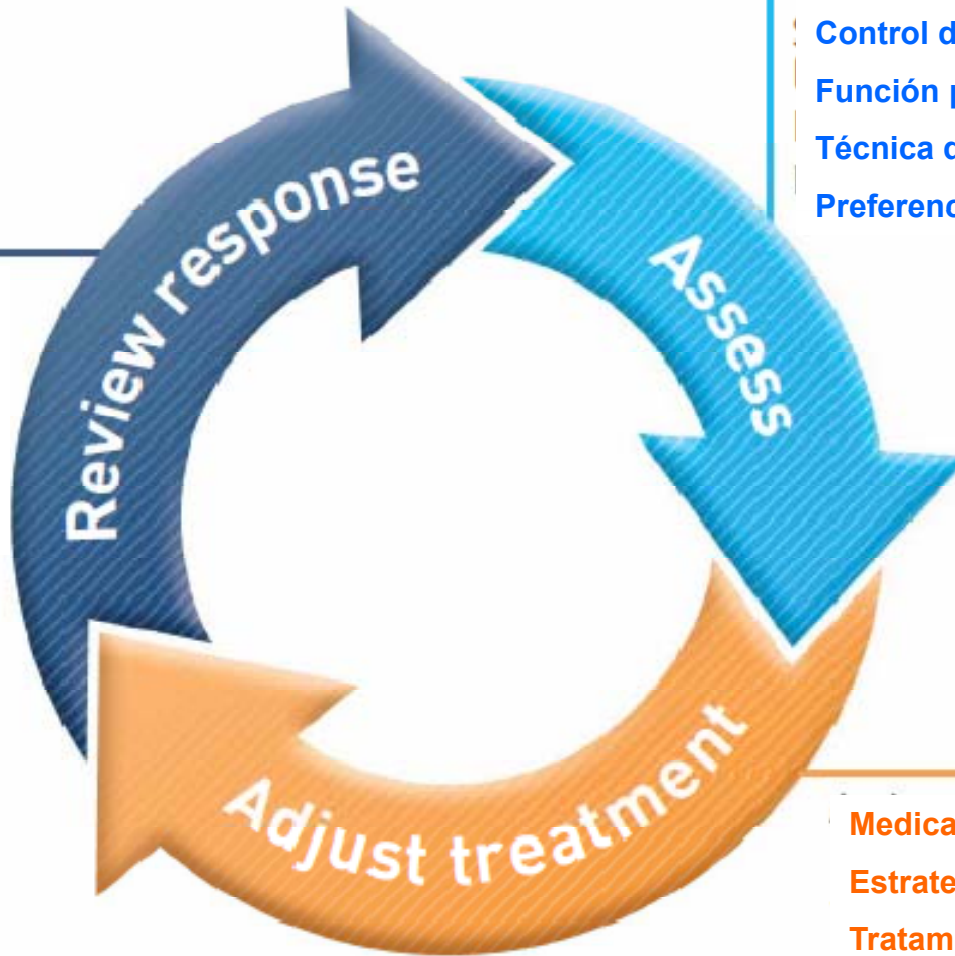 Review response
Assess
Adjust treatment
Control d
Función p
Técnica d
Preferenc
Medica
Estrate
Tratam